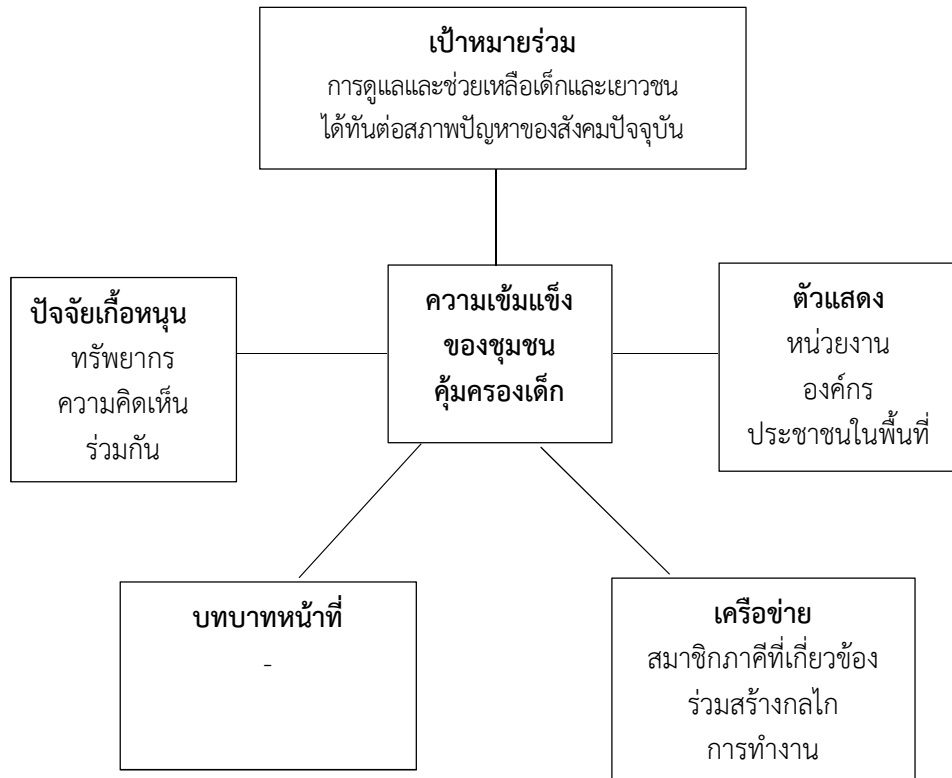 เป้าหมายร่วม
การดูแลและช่วยเหลือเด็กและเยาวชน
ได้ทันต่อสภาพปัญหาของสังคมปัจจุบัน
ปัจจัยเกื้อหนุน
ทรัพยากร
ความคิดเห็น
ร่วมกัน
ความเข้มแข็ง
ของชุมชน
คุ้มครองเด็ก
ตัวแสดง
หน่วยงาน
องค์กร
ประชาชนในพื้นที่
บทบาทหน้าที่
-
เครือข่าย
สมาชิกภาคีที่เกี่ยวข้อง
ร่วมสร้างกลไก
การทำงาน